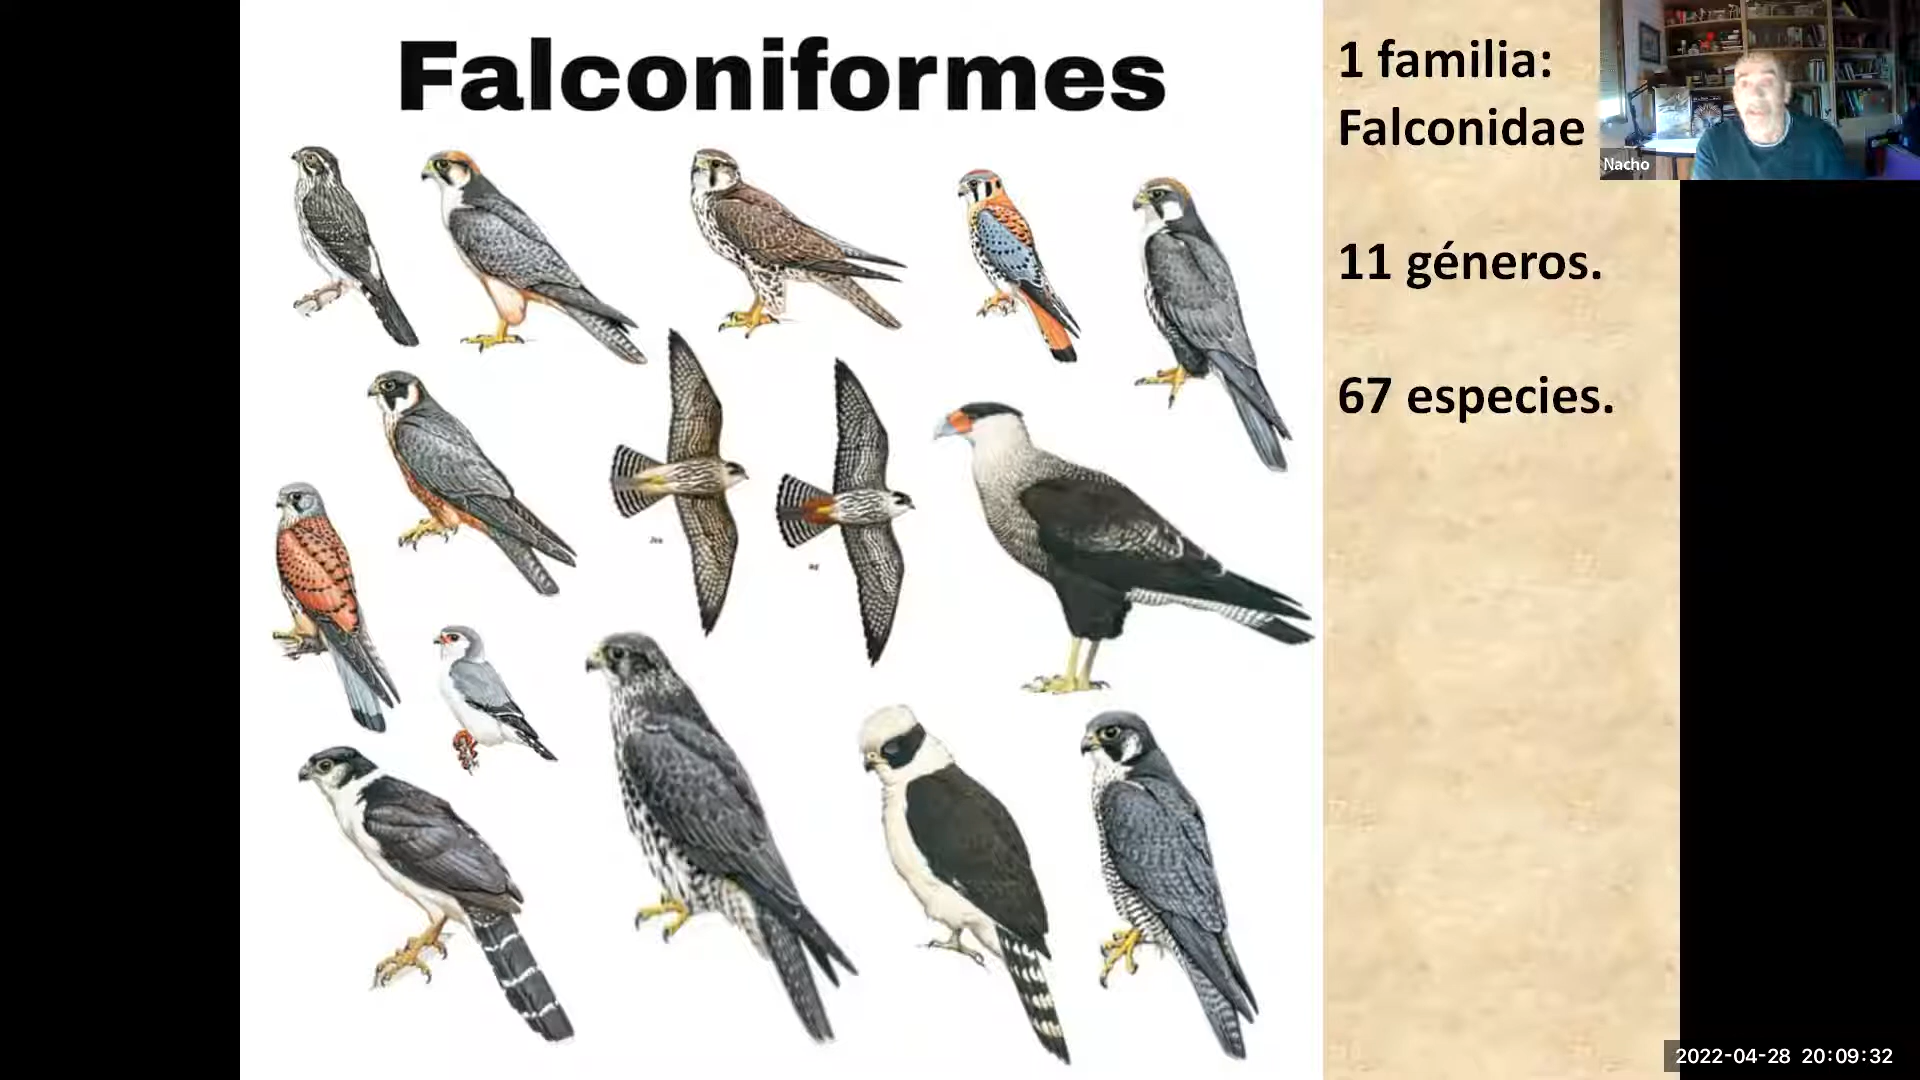 Falconiformes
1 familia:
Falconidae
11 géneros.
67 especies.
Nacho
2022-04-28 20:09:32